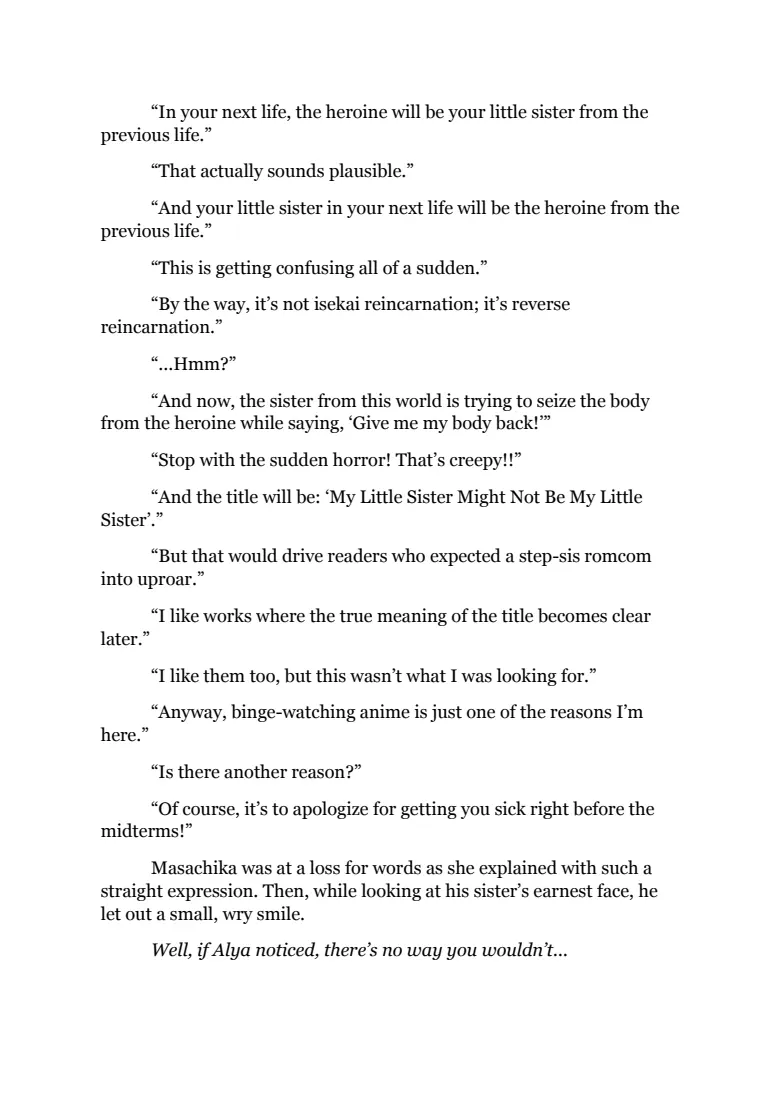 “In your next life, the heroine will be your little sister from the
previous life.”
“That actually sounds plausible.”
“And your little sister in your next life will be the heroine from the
previous life.”
“This is getting confusing all of a sudden.”
“By the way, it’s not isekai reincarnation; it’s reverse
reincarnation.”
“...Hmm?”
“And now, the sister from this world is trying to seize the body
from the heroine while saying, ‘Give me my body back!’”
“Stop with the sudden horror! That’s creepy!!”
“And the title will be: ‘My Little Sister Might Not Be My Little
Sister’.”
“But that would drive readers who expected a step-sis romcom
into uproar.”
“I like works where the true meaning of the title becomes clear
later.”
“I like them too, but this wasn’t what I was looking for.”
“Anyway, binge-watching anime is just one of the reasons I’m
here.”
“Is there another reason?”
“Of course, it’s to apologize for getting you sick right before the
midterms!”
Masachika was at a loss for words as she explained with such a
straight expression. Then, while looking at his sister’s earnest face, he
let out a small, wry smile.
Well, if Alya noticed, there’s no way you wouldn’t...